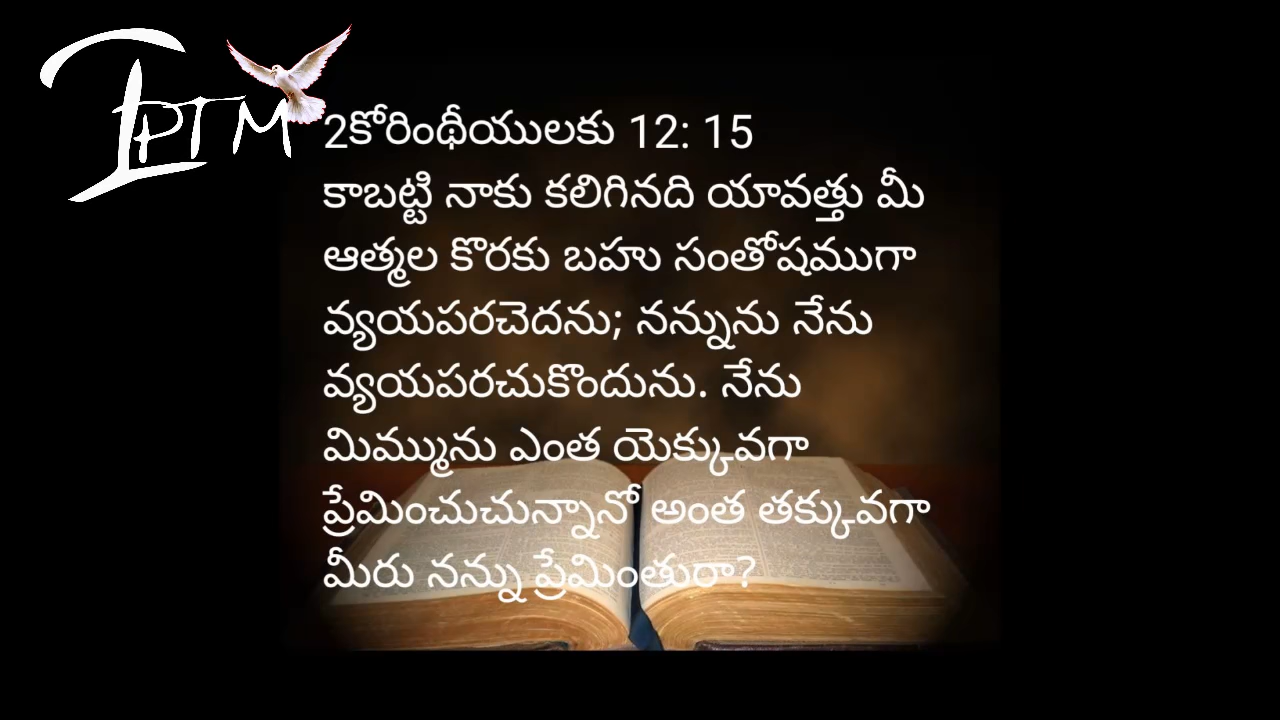 IPTM
2కోరింథీయులకు 12: 15
కాబట్టి నాకు కలిగినది యావత్తు మీ
ఆత్మల కొరకు బహు సంతోషముగా
వ్యయపరచెదను; నన్నును నేను
వ్యయపరచుకొందును. నేను
మిమ్మును ఎంత యెక్కువగా
ప్రేమించుచున్నానో అంత తక్కువగా
మీరు నన్ను ప్రేమింతురా?